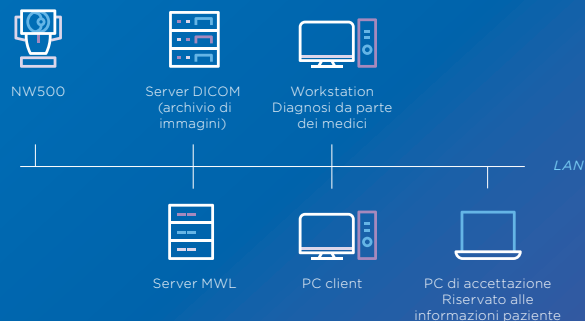 NW500
Server DICOM
(archivio di
immagini)
Workstation
Diagnosi da parte
dei medici
LAN
Server MWL
PC client
PC di accettazione
Riservato alle
informazioni paziente